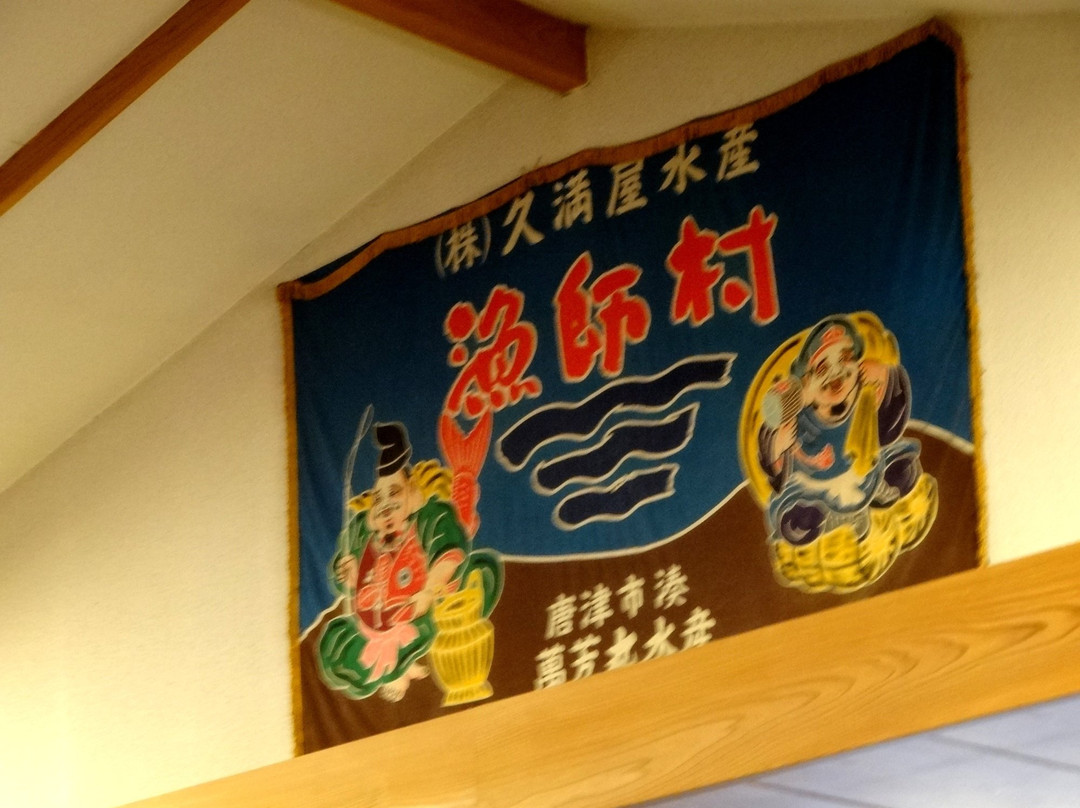 (株)久満屋水産
漁師村
唐津市湊
萬芳丸水産